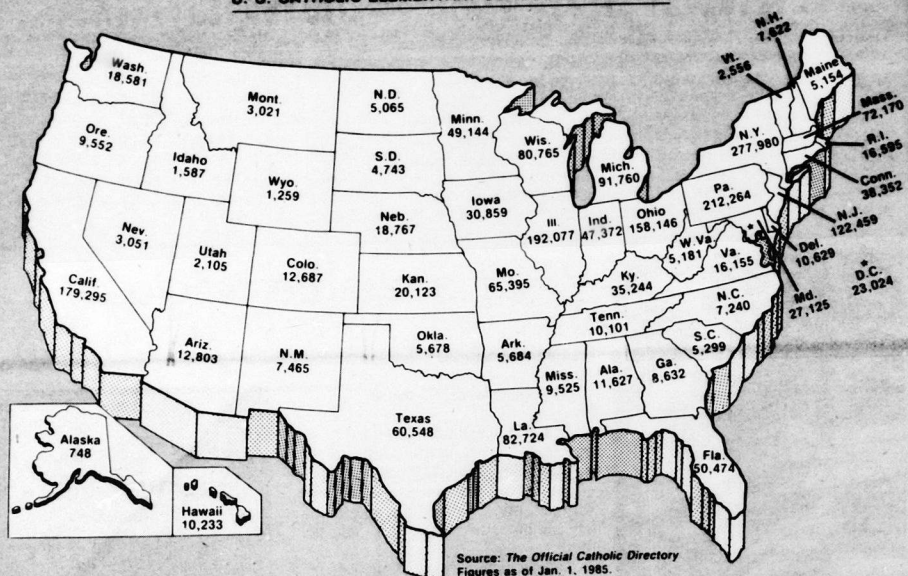 U. S. CATHOLIC ELEMENTARY
N.H.
7,622
Vt.
2,556
Maine
5,154
Wash.
18,581
Mont.
3,021
N.D.
5,065
Minn.
49,144
Mass.
72,170
Ore.
9,552
Idaho
1,587
S.D.
4,743
Wis.
80,765
Mich.
91,760
N.Y.
277,980
R.I.
16,595
Conn.
38,352
Wyo.
1,259
Iowa
30,859
Pa.
212,264
N.J.
122,459
Nev.
3,051
Utah
2,105
Colo.
12,687
Neb.
18,767
Ill
192,077
Ind.
47,372
Ohio
158,146
W.Va.
5,181
Va.
16,155
*
Del.
10,629
*
D.C.
23,024
Md.
27,125
Calif.
179,295
Kan.
20,123
Mo.
65,395
Ky.
35,244
N.C.
7,240
Tenn.
10,101
S.C.
5,299
Ariz.
12,803
N.M.
7,465
Okla.
5,678
Ark.
5,684
Miss.
9,525
Ala.
11,627
Ga.
8,632
Texas
60,548
La.
82,724
Fla.
50,474
Alaska
748
Hawaii
10,233
Source: The Official Catholic Directory
Figures as of Jan. 1, 1985.